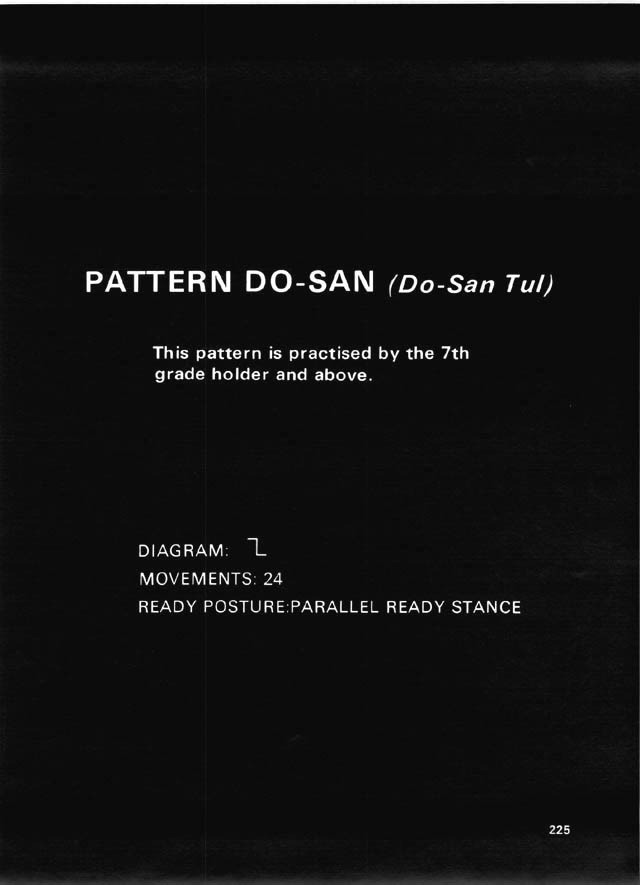 PATTERN DO-SAN (Do-San Tul)
This pattern is practised by the 7th
grade holder and above.
DIAGRAM:
MOVEMENTS: 24
READY POSTURE:PARALLEL READY STANCE
225